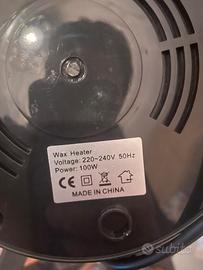 Wax Heater
Voltage: 220~240V 50Hz
Power: 100W
CE
MADE IN CHINA
subito